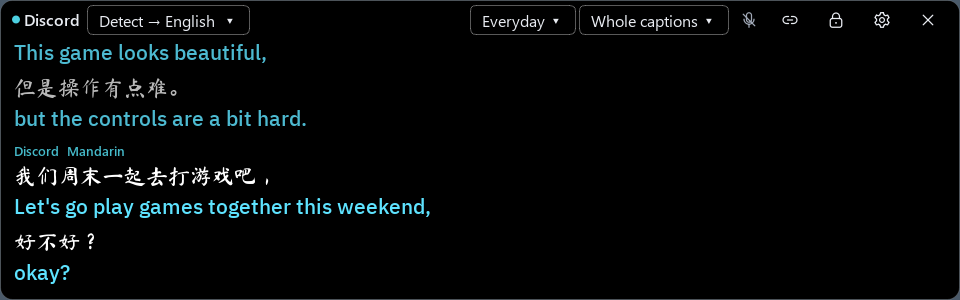 Discord Detect → English ▾ Everyday ▾ Whole captions ▾
This game looks beautiful,
但是操作有点难。
but the controls are a bit hard.
Discord Mandarin
我们周末一起去打游戏吧，
Let's go play games together this weekend,
好不好？
okay?